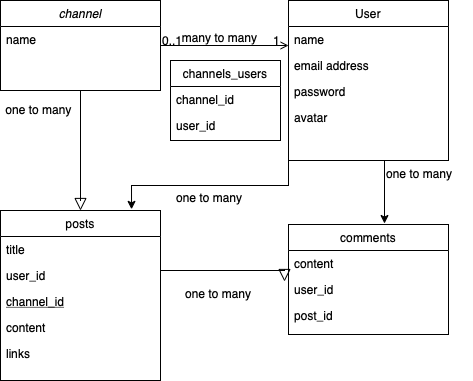 channel
name
0..1
many to many
1
User
name
email address
password
avatar
channels_users
channel_id
user_id
one to many
one to many
one to many
posts
title
user_id
channel_id
content
links
one to many
comments
content
user_id
post_id